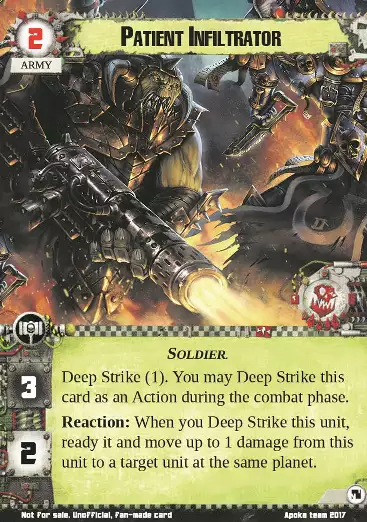 Patient Infiltrator
2
ARMY
Soldier.
3
Deep Strike (1). You may Deep Strike this
card as an Action during the combat phase.
2
Reaction: When you Deep Strike this unit,
ready it and move up to 1 damage from this
unit to a target unit at the same planet.
Not for sale. Unofficial, Fan-made card
Apoka team 2017